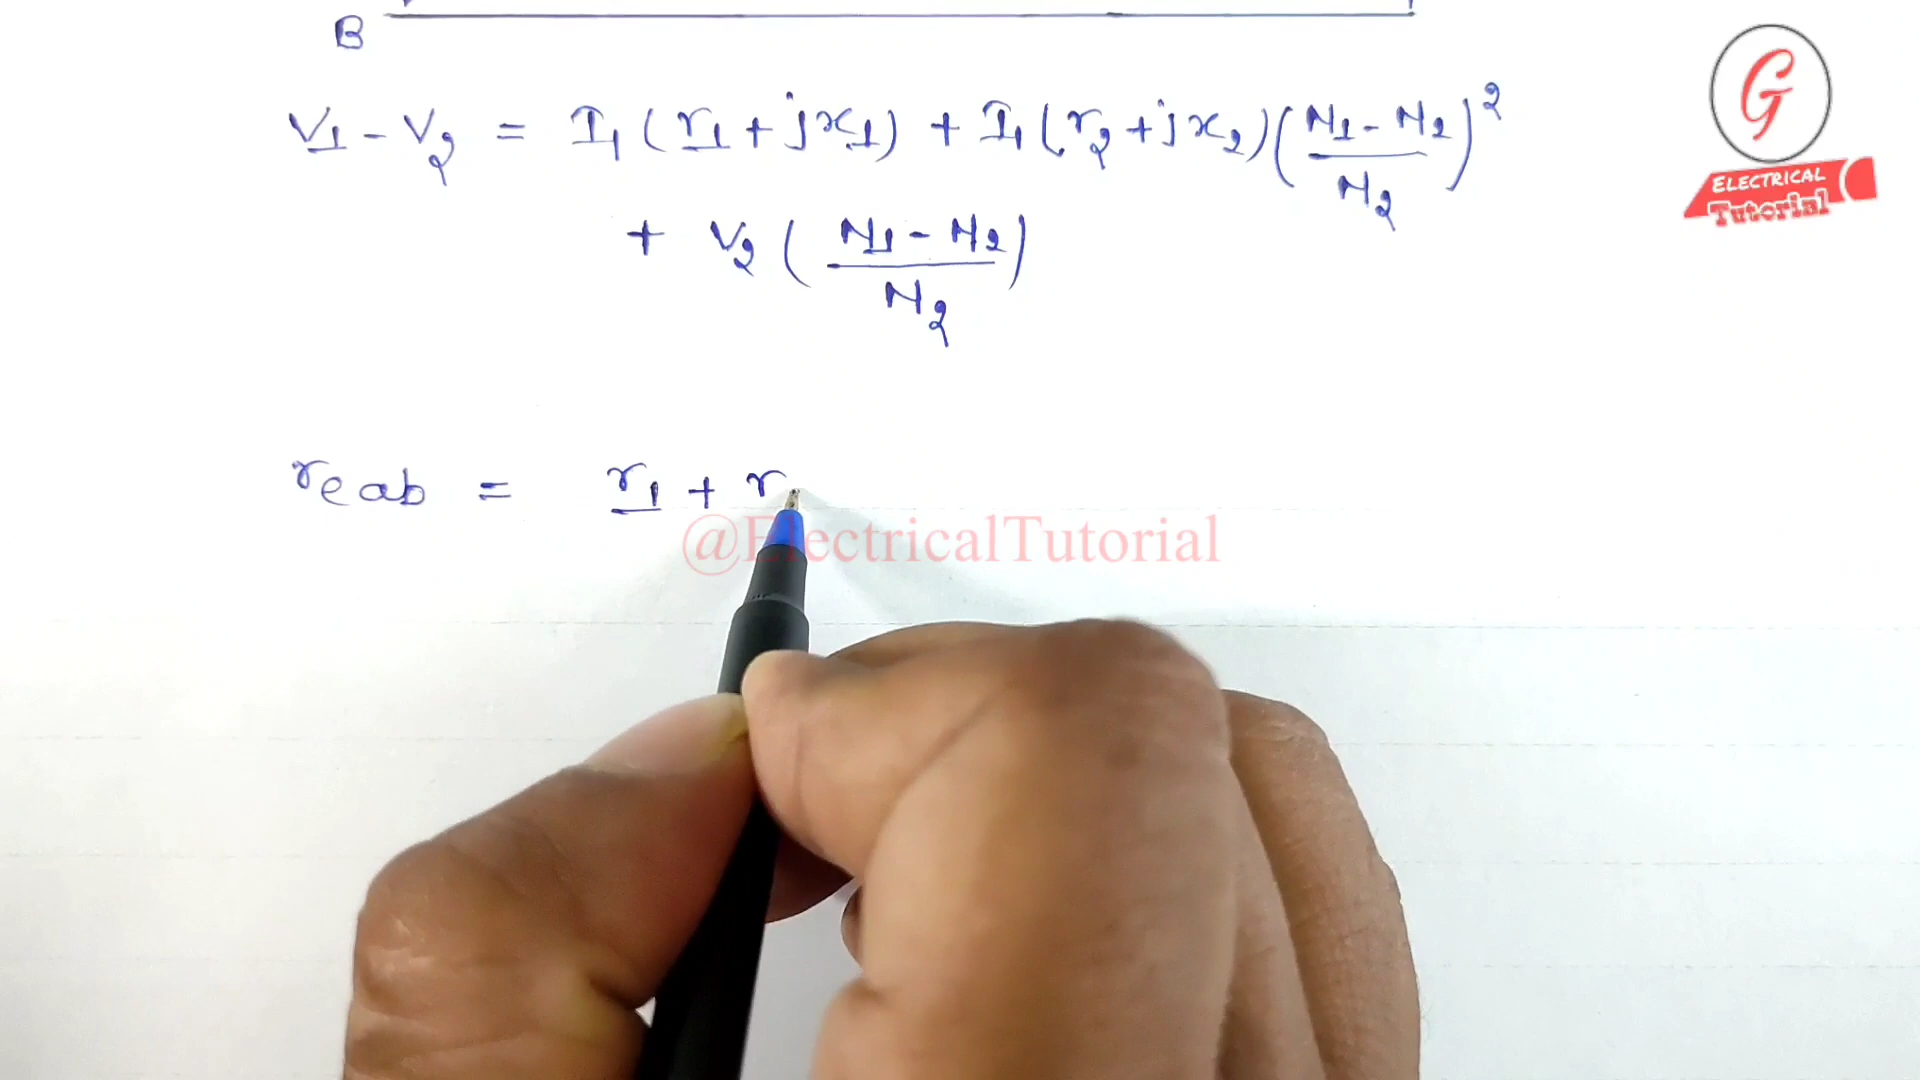 B
V1 - V2 = I1 (r1 + jx1) + I1 (r2 + jx2) ((N1 - N2)/N2)²
+ V2 ((N1 - N2)/N2)
reab = r1 + r
@ElectricalTutorial
G
ELECTRICAL
Tutorial